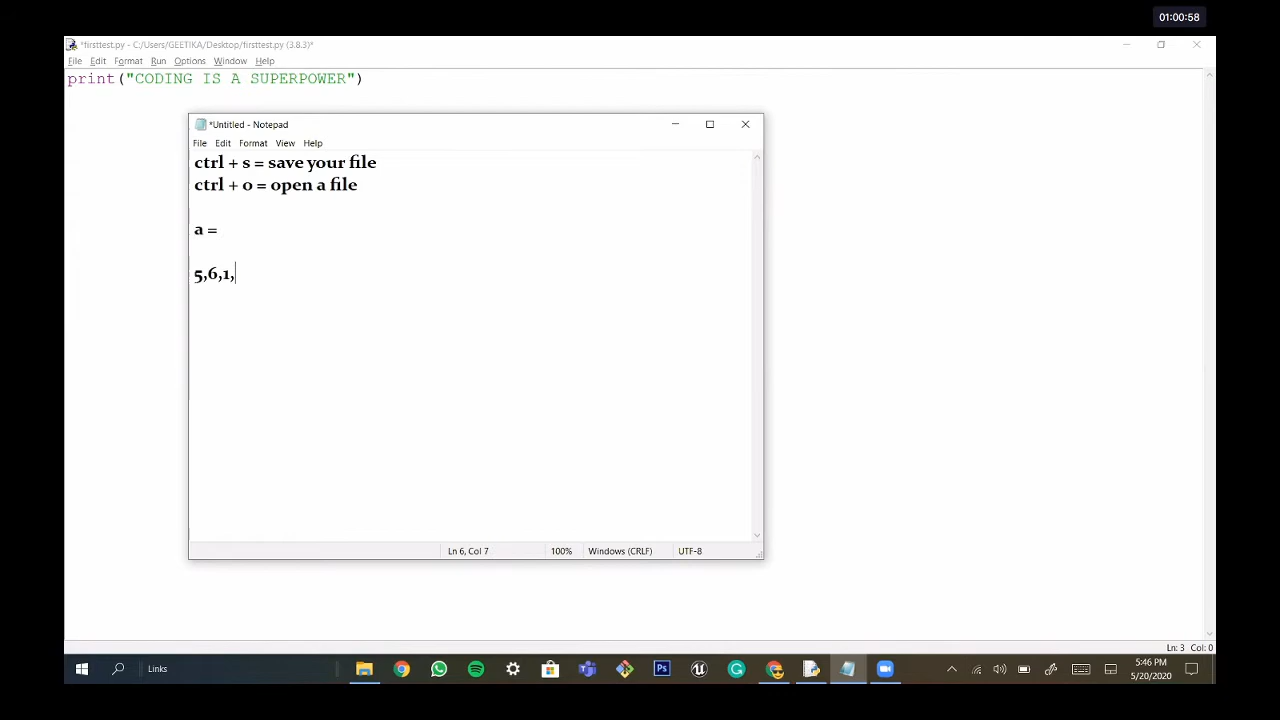 01:00:58
*firsttest.py - C:/Users/GEETIKA/Desktop/firsttest.py (3.8.3)*
File Edit Format Run Options Window Help
print("CODING IS A SUPERPOWER")
*Untitled - Notepad
File Edit Format View Help
ctrl + s = save your file
ctrl + o = open a file
a =
5,6,1,
Ln 6, Col 7 100% Windows (CRLF) UTF-8
Ln: 3 Col: 0
Links
Ps
5:46 PM
5/20/2020